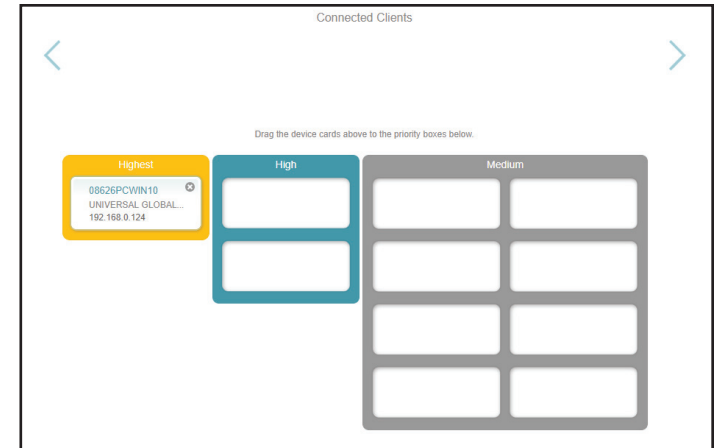 Connected Clients
Drag the device cards above to the priority boxes below.
Highest
High
Medium
08626PCWIN10
UNIVERSAL GLOBAL...
192.168.0.124